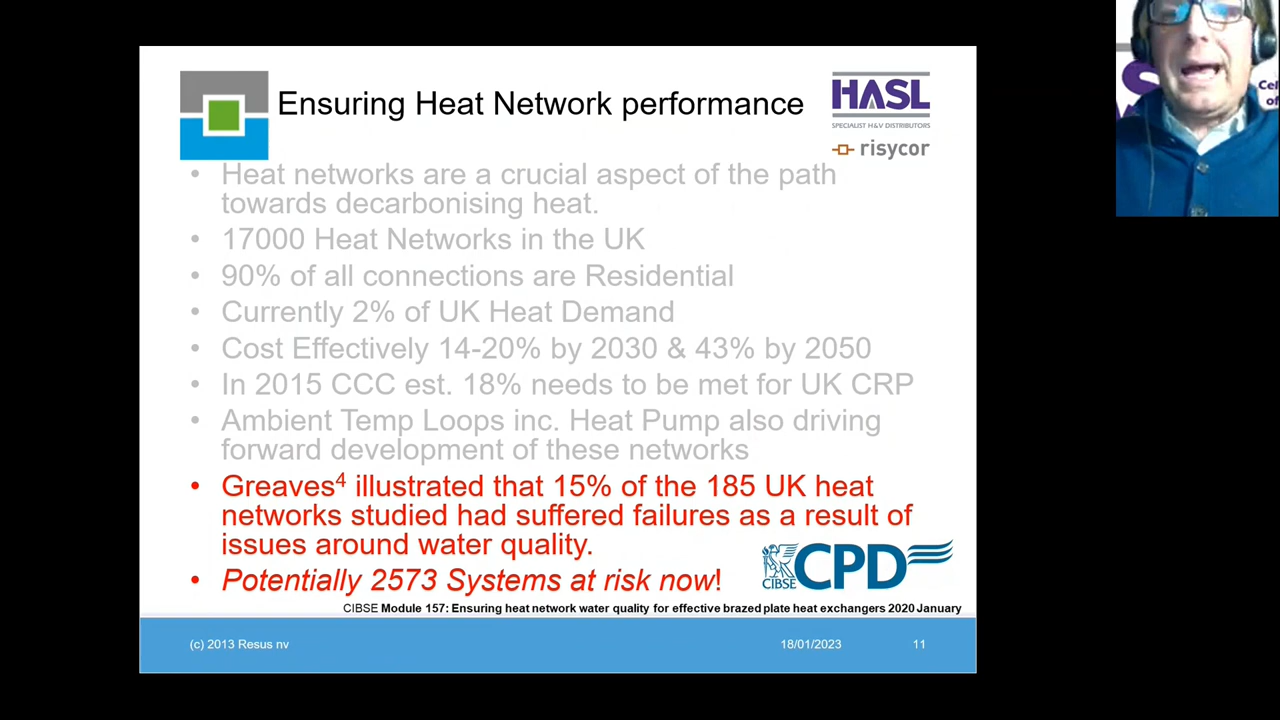 Ensuring Heat Network performance
HASL
SPECIALIST H&V DISTRIBUTORS
risycor
• Heat networks are a crucial aspect of the path
towards decarbonising heat.
• 17000 Heat Networks in the UK
• 90% of all connections are Residential
• Currently 2% of UK Heat Demand
• Cost Effectively 14-20% by 2030 & 43% by 2050
• In 2015 CCC est. 18% needs to be met for UK CRP
• Ambient Temp Loops inc. Heat Pump also driving
forward development of these networks
• Greaves⁴ illustrated that 15% of the 185 UK heat
networks studied had suffered failures as a result of
issues around water quality.
• Potentially 2573 Systems at risk now!
CIBSE
CPD
CIBSE Module 157: Ensuring heat network water quality for effective brazed plate heat exchangers 2020 January
(c) 2013 Resus nv
18/01/2023
11